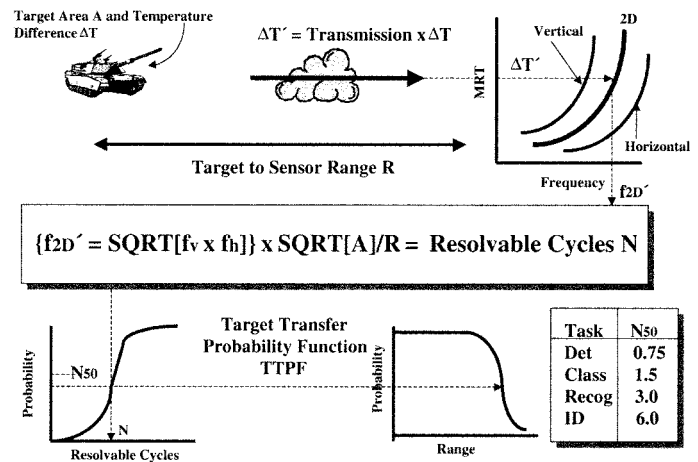 Target Area A and Temperature
Difference ΔT
ΔT´ = Transmission x ΔT
Target to Sensor Range R
MRT
ΔT´
Vertical
2D
Horizontal
Frequency
f2D´
{f2D´ = SQRT[fv x fh]} x SQRT[A]/R = Resolvable Cycles N
Probability
N50
N
Resolvable Cycles
Target Transfer
Probability Function
TTPF
Probability
Range
Task N50
Det 0.75
Class 1.5
Recog 3.0
ID 6.0